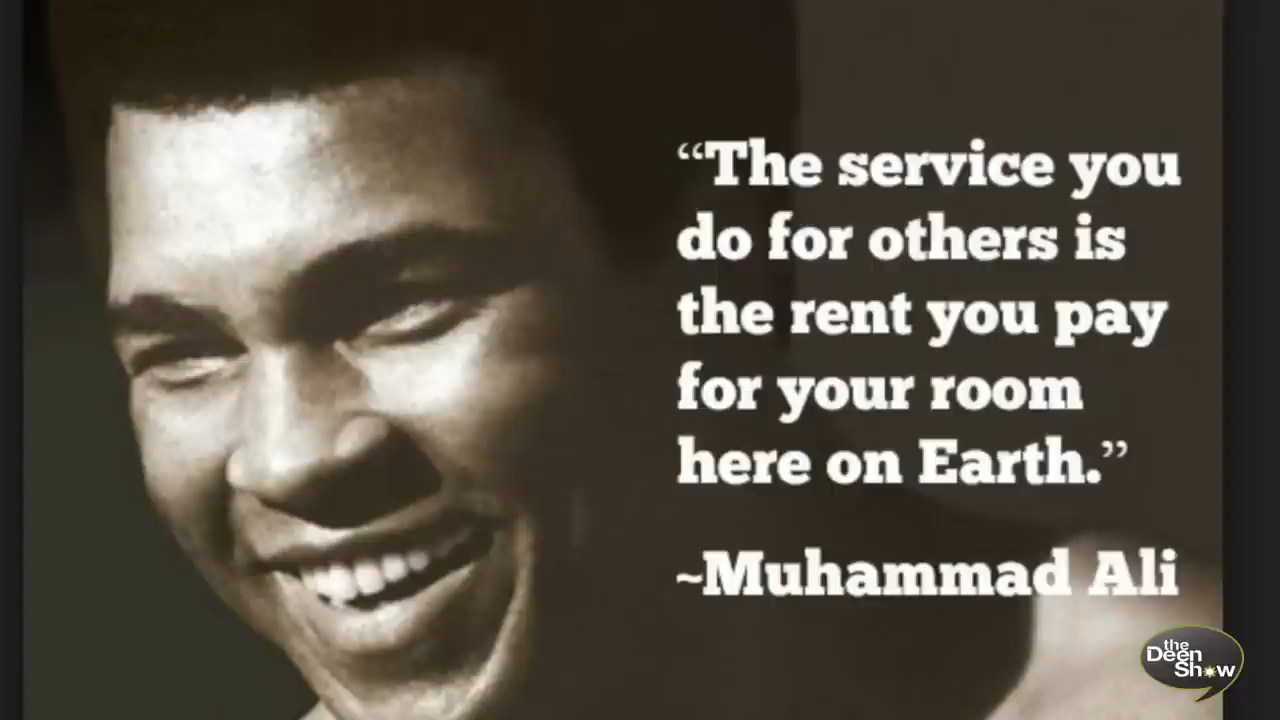 “The service you
do for others is
the rent you pay
for your room
here on Earth.”
~Muhammad Ali
the
Deen
Show